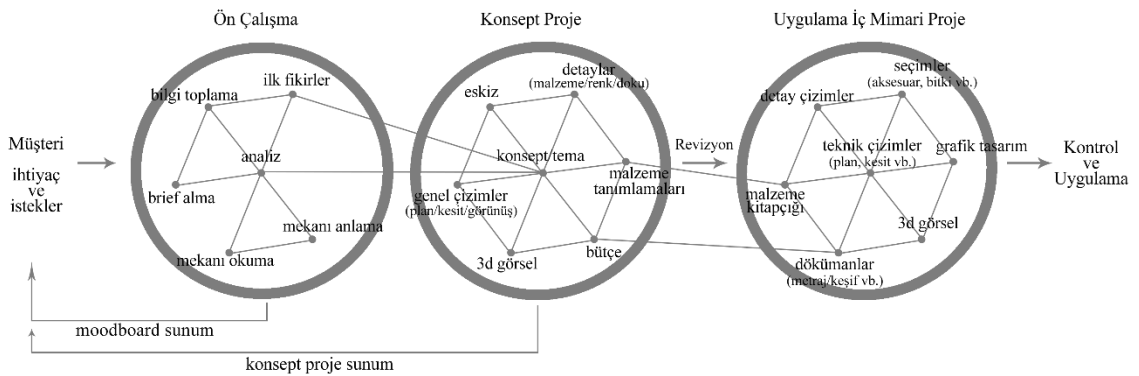 Ön Çalışma
Konsept Proje
Uygulama İç Mimari Proje
Müşteri
ihtiyaç
ve
istekler
bilgi toplama
ilk fikirler
analiz
brief alma
mekanı anlama
mekanı okuma
eskiz
detaylar
(malzeme/renk/doku)
konsept/tema
malzeme
tanımlamaları
genel çizimler
(plan/kesit/görünüş)
3d görsel
bütçe
Revizyon
seçimler
(aksesuar, bitki vb.)
detay çizimler
teknik çizimler
(plan, kesit vb.)
grafik tasarım
malzeme
kitapçığı
3d görsel
dökümanlar
(metraj/keşif vb.)
Kontrol
ve
Uygulama
moodboard sunum
konsept proje sunum